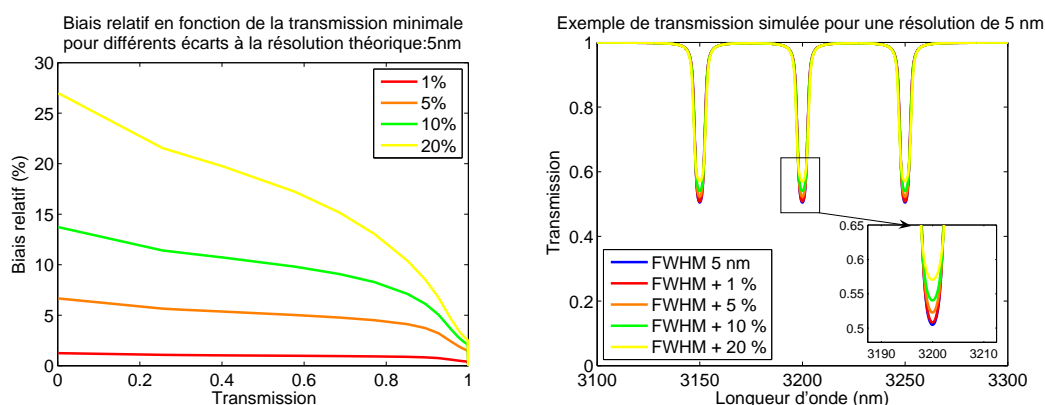 Biais relatif en fonction de la transmission minimale
pour différents écarts à la résolution théorique:5nm
30
25
20
15
10
5
0
Biais relatif (%)
1%
5%
10%
20%
0
0.2
0.4
0.6
0.8
1
Transmission
Exemple de transmission simulée pour une résolution de 5 nm
1
0.8
0.6
0.4
0.2
0
Transmission
FWHM 5 nm
FWHM + 1 %
FWHM + 5 %
FWHM + 10 %
FWHM + 20 %
0.65
0.6
0.55
0.5
3190
3200
3210
3100
3150
3200
3250
3300
Longueur d'onde (nm)